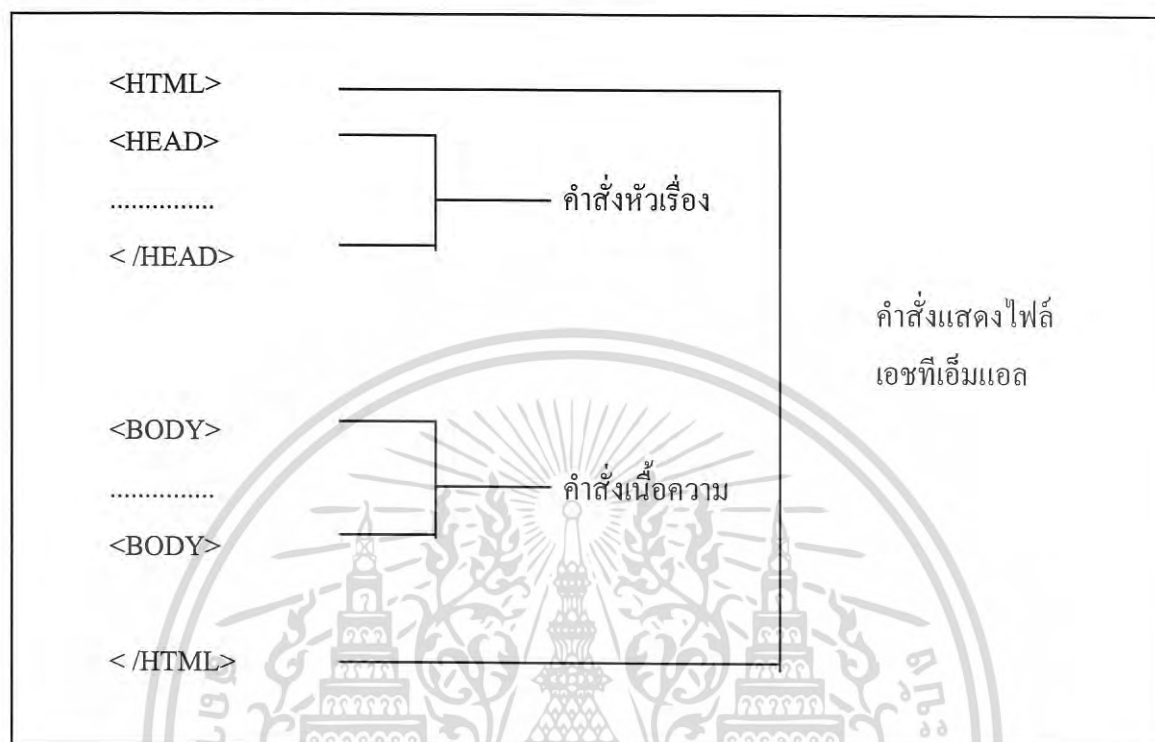 <HTML>
<HEAD>
...............
คำสั่งหัวเรื่อง
< /HEAD>
คำสั่งแสดงไฟล์
เอชทีเอ็มแอล
<BODY>
...............
คำสั่งเนื้อความ
<BODY>
< /HTML>